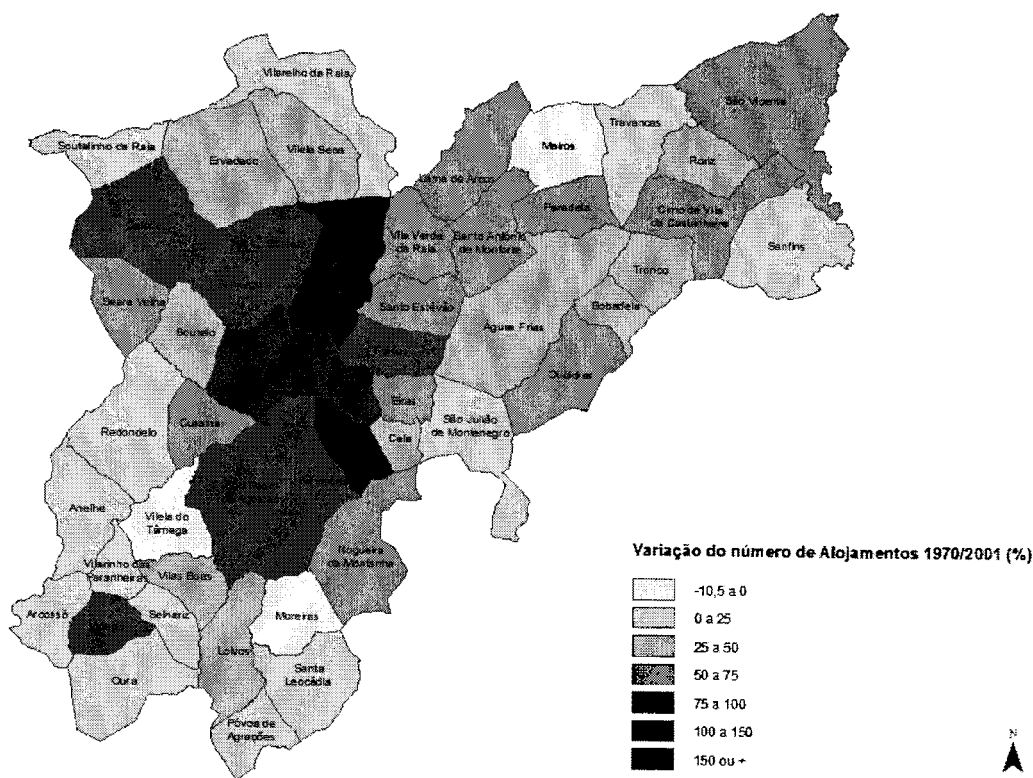 Vilarelho da Raia
São Vicente
Travancas
Mairos
Soutelinho da Raia
Ervededo
Vilela Seca
Roriz
Lama de Arcos
Paradela
Cimo de Vila
da Castanheira
Vila Verde
da Raia
Santo António
de Monforte
Sanfins
Tronco
Seara Velha
Santo Estêvão
Bobadela
Bustelo
Águas Frias
Oucidres
Eiras
Redondelo
Curalha
São Julião
de Montenegro
Cela
Anelhe
Vilela do
Tâmega
Nogueira
da Montanha
Vilarinho das
Paranheiras
Vilas Boas
Arcossó
Selhariz
Moreiras
Loivos
Santa
Leocádia
Oura
Póvoa de
Agrações
Variação do número de Alojamentos 1970/2001 (%)
-10,5 a 0
0 a 25
25 a 50
50 a 75
75 a 100
100 a 150
150 ou +
N